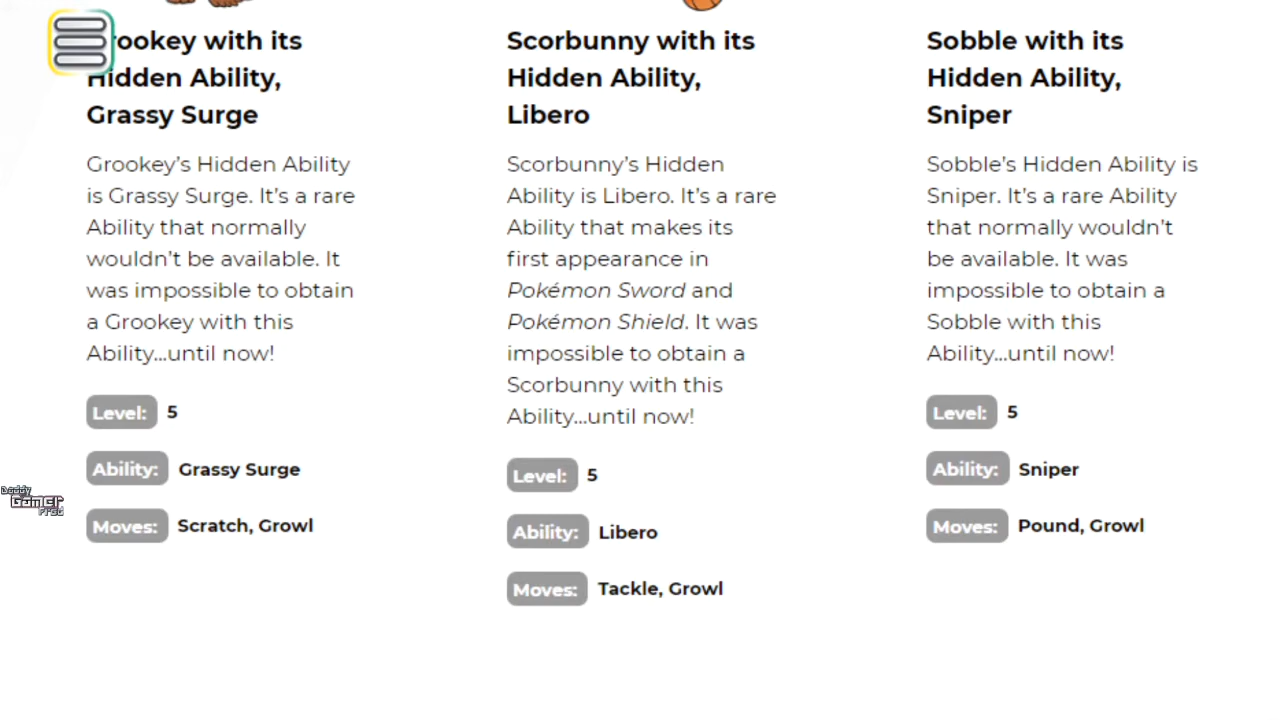 Grookey with its
Hidden Ability,
Grassy Surge
Grookey’s Hidden Ability
is Grassy Surge. It’s a rare
Ability that normally
wouldn’t be available. It
was impossible to obtain
a Grookey with this
Ability...until now!
Level: 5
Ability: Grassy Surge
Moves: Scratch, Growl
Scorbunny with its
Hidden Ability,
Libero
Scorbunny’s Hidden
Ability is Libero. It’s a rare
Ability that makes its
first appearance in
Pokémon Sword and
Pokémon Shield. It was
impossible to obtain a
Scorbunny with this
Ability...until now!
Level: 5
Ability: Libero
Moves: Tackle, Growl
Sobble with its
Hidden Ability,
Sniper
Sobble’s Hidden Ability is
Sniper. It’s a rare Ability
that normally wouldn’t
be available. It was
impossible to obtain a
Sobble with this
Ability...until now!
Level: 5
Ability: Sniper
Moves: Pound, Growl
Daddy
Gamer
Fred